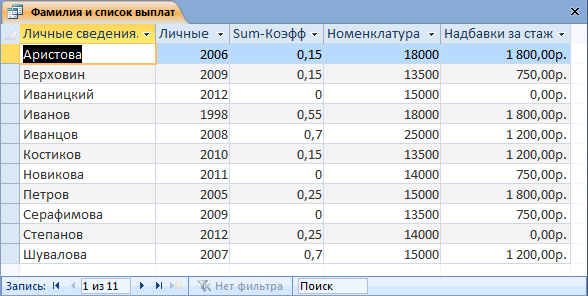 Фамилия и список выплат
Личные сведения. Личные Sum-Коэфф Номенклатура Надбавки за стаж
Аристова 2006 0,15 18000 1 800,00р.
Верховин 2009 0,15 13500 750,00р.
Иваницкий 2012 0 15000 0,00р.
Иванов 1998 0,55 18000 1 800,00р.
Иванцов 2008 0,7 25000 1 200,00р.
Костиков 2010 0,15 13500 1 200,00р.
Новикова 2011 0 14000 750,00р.
Петров 2005 0,25 15000 1 800,00р.
Серафимова 2009 0 13500 750,00р.
Степанов 2012 0,25 14000 0,00р.
Шувалова 2007 0,7 15000 1 200,00р.
Запись: 1 из 11 Нет фильтра Поиск